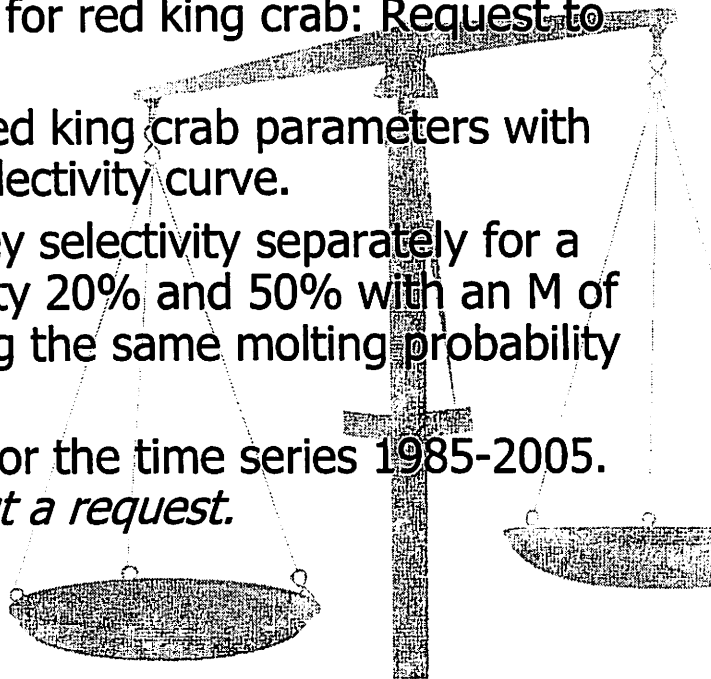 for red king crab: Request to
ed king crab parameters with
lectivity curve.
ey selectivity separately for a
ty 20% and 50% with an M of
g the same molting probability
or the time series 1985-2005.
t a request.